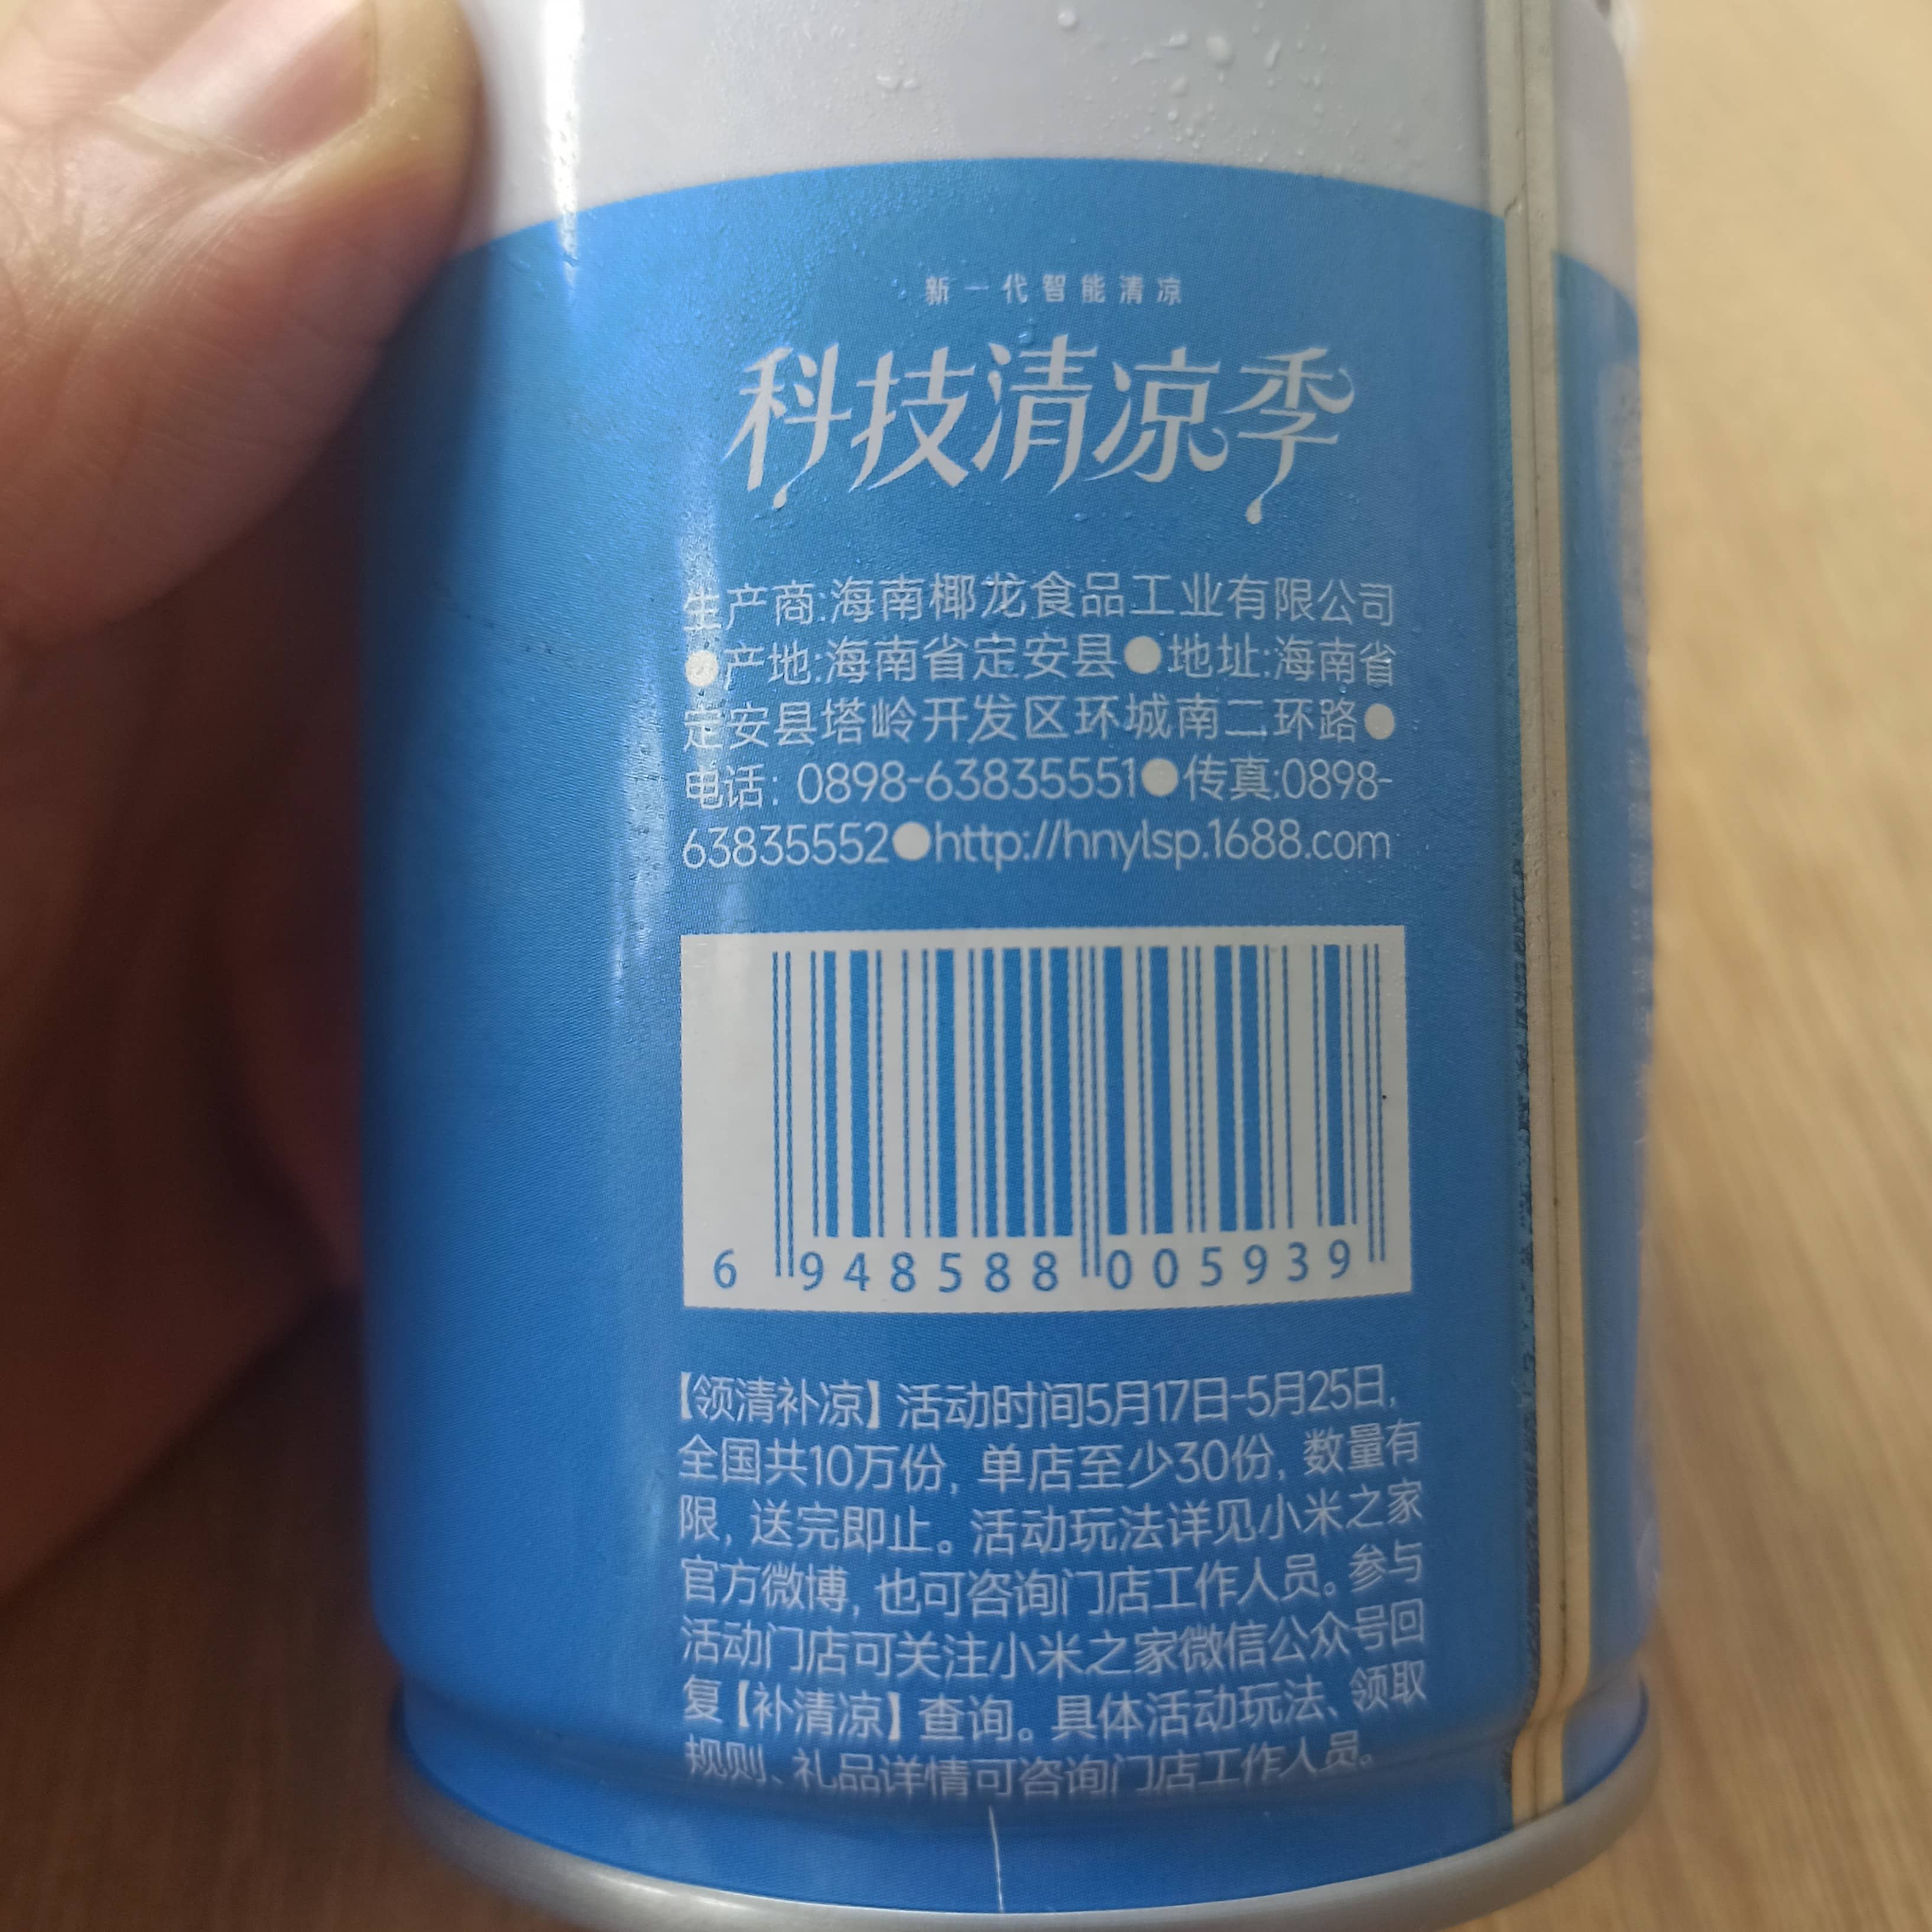 新一代智能清凉
科技清凉季
生产商:海南椰龙食品工业有限公司
●产地:海南省定安县●地址:海南省
定安县塔岭开发区环城南二环路●
电话: 0898-63835551●传真:0898-
63835552●http://hnylsp.1688.com
6 948588 005939
【领清补凉】活动时间5月17日-5月25日,
全国共10万份, 单店至少30份, 数量有
限, 送完即止。活动玩法详见小米之家
官方微博, 也可咨询门店工作人员。参与
活动门店可关注小米之家微信公众号回
复【补清凉】查询。具体活动玩法、领取
规则、礼品详情可咨询门店工作人员。